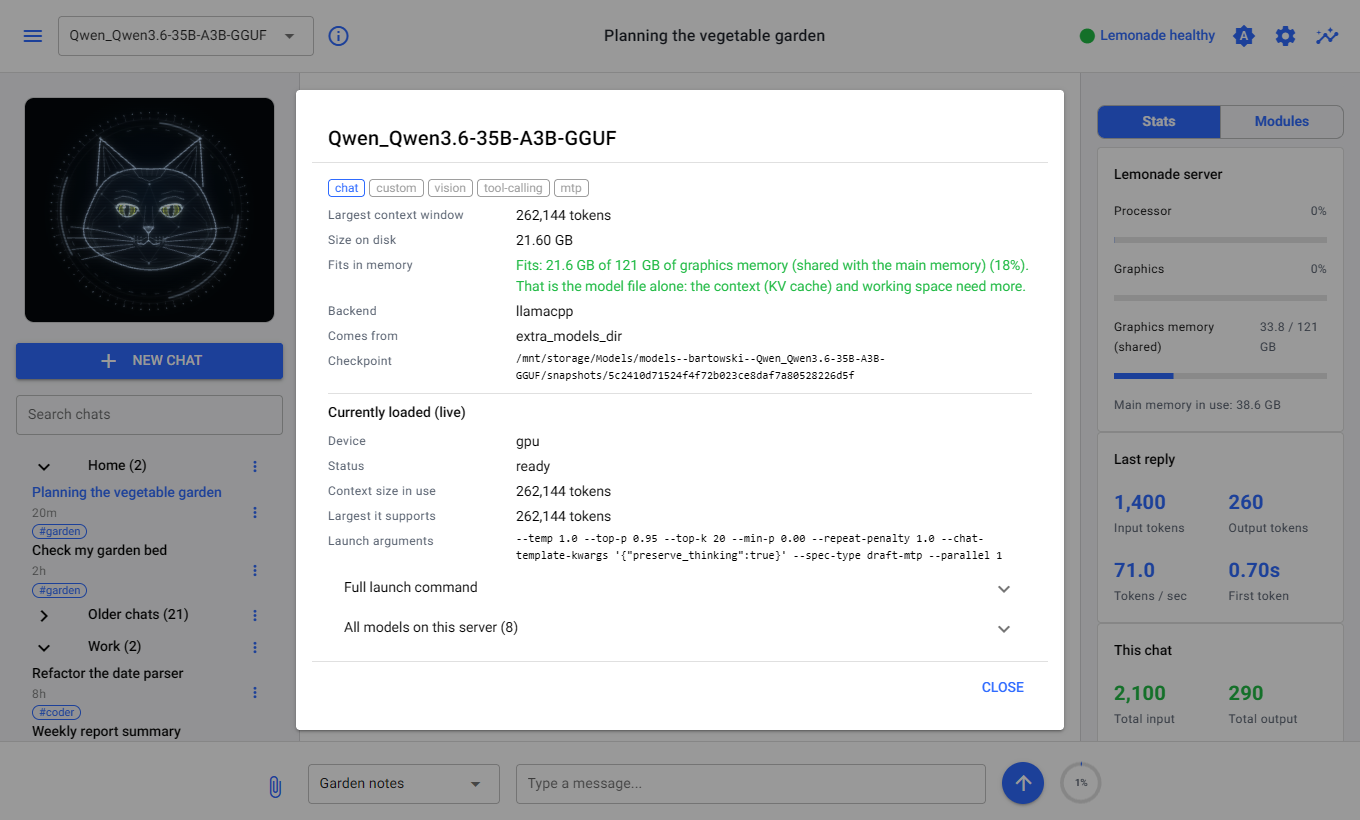 Qwen_Qwen3.6-35B-A3B-GGUF
Planning the vegetable garden
Lemonade healthy
A
NEW CHAT
Search chats
Home (2)
Planning the vegetable garden
20m
#garden
Check my garden bed
2h
#garden
Older chats (21)
Work (2)
Refactor the date parser
8h
#coder
Weekly report summary
Qwen_Qwen3.6-35B-A3B-GGUF
chat custom vision tool-calling mtp
Largest context window 262,144 tokens
Size on disk 21.60 GB
Fits in memory Fits: 21.6 GB of 121 GB of graphics memory (shared with the main memory) (18%).
That is the model file alone: the context (KV cache) and working space need more.
Backend llamacpp
Comes from extra_models_dir
Checkpoint /mnt/storage/Models/models--bartowski--Qwen_Qwen3.6-35B-A3B-
GGUF/snapshots/5c2410d71524f4f72b023ce8daf7a80528226d5f
Currently loaded (live)
Device gpu
Status ready
Context size in use 262,144 tokens
Largest it supports 262,144 tokens
Launch arguments --temp 1.0 --top-p 0.95 --top-k 20 --min-p 0.00 --repeat-penalty 1.0 --chat-
template-kwargs '{"preserve_thinking":true}' --spec-type draft-mtp --parallel 1
Full launch command
All models on this server (8)
CLOSE
Stats Modules
Lemonade server
Processor 0%
Graphics 0%
Graphics memory 33.8 / 121
(shared) GB
Main memory in use: 38.6 GB
Last reply
1,400 260
Input tokens Output tokens
71.0 0.70s
Tokens / sec First token
This chat
2,100 290
Total input Total output
Garden notes
Type a message...
1%